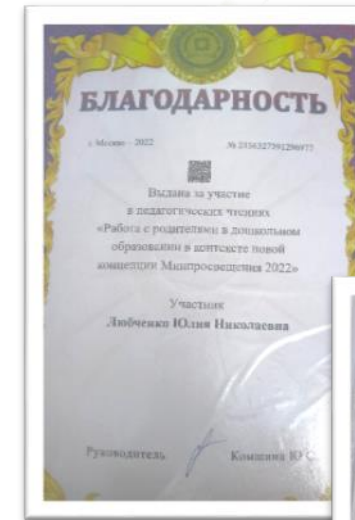 БЛАГОДАРНОСТЬ
г. Москва – 2022 №
Выдана за участие
в педагогических чтениях
«Работа с родителями в дошкольном
образовании в контексте новой
концепции Минпросвещения 2022»
Участник
Любченко Юлия Николаевна
Руководитель